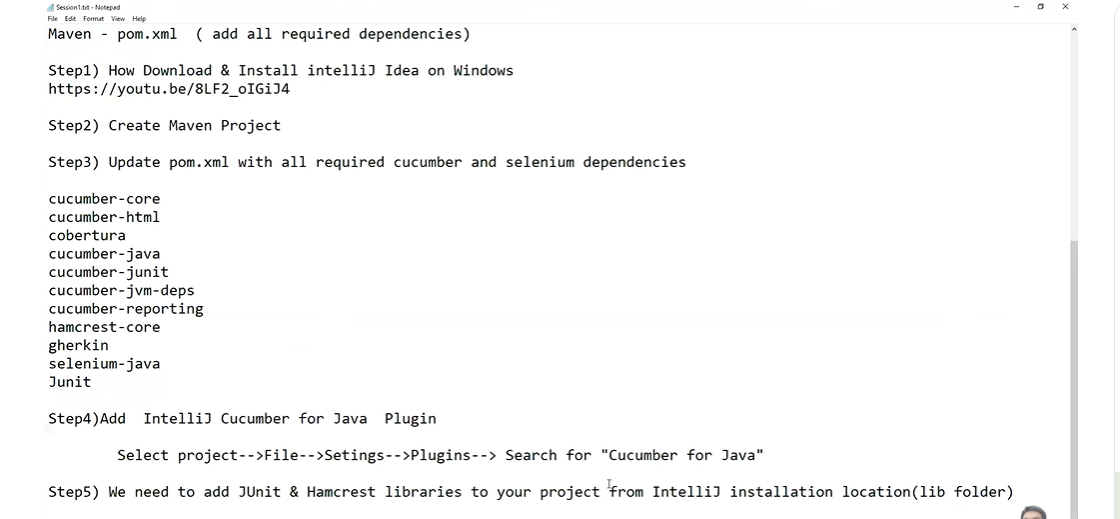 Session1.txt - Notepad
File Edit Format View Help
Maven - pom.xml ( add all required dependencies)
Step1) How Download & Install intelliJ Idea on Windows
https://youtu.be/8LF2_oIGiJ4
Step2) Create Maven Project
Step3) Update pom.xml with all required cucumber and selenium dependencies
cucumber-core
cucumber-html
cobertura
cucumber-java
cucumber-junit
cucumber-jvm-deps
cucumber-reporting
hamcrest-core
gherkin
selenium-java
Junit
Step4)Add IntelliJ Cucumber for Java Plugin
Select project-->File-->Setings-->Plugins--> Search for "Cucumber for Java"
Step5) We need to add JUnit & Hamcrest libraries to your project from IntelliJ installation location(lib folder)